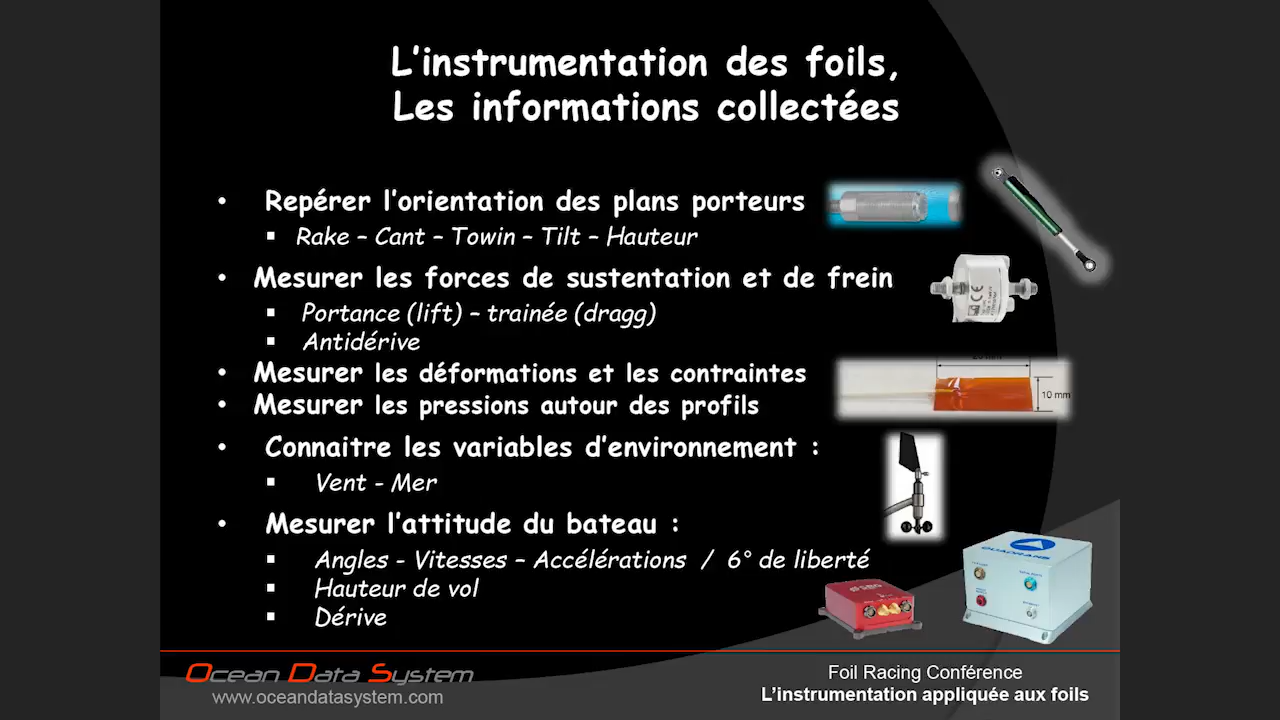 L'instrumentation des foils,
Les informations collectées
• Repérer l'orientation des plans porteurs
▪ Rake – Cant – Towin – Tilt – Hauteur
• Mesurer les forces de sustentation et de frein
▪ Portance (lift) – trainée (dragg)
▪ Antidérive
• Mesurer les déformations et les contraintes
• Mesurer les pressions autour des profils
10 mm
• Connaitre les variables d'environnement :
▪ Vent - Mer
• Mesurer l'attitude du bateau :
▪ Angles - Vitesses – Accélérations / 6° de liberté
▪ Hauteur de vol
▪ Dérive
QUADRANS
SBG
Ocean Data System
www.oceandatasystem.com
Foil Racing Conférence
L'instrumentation appliquée aux foils